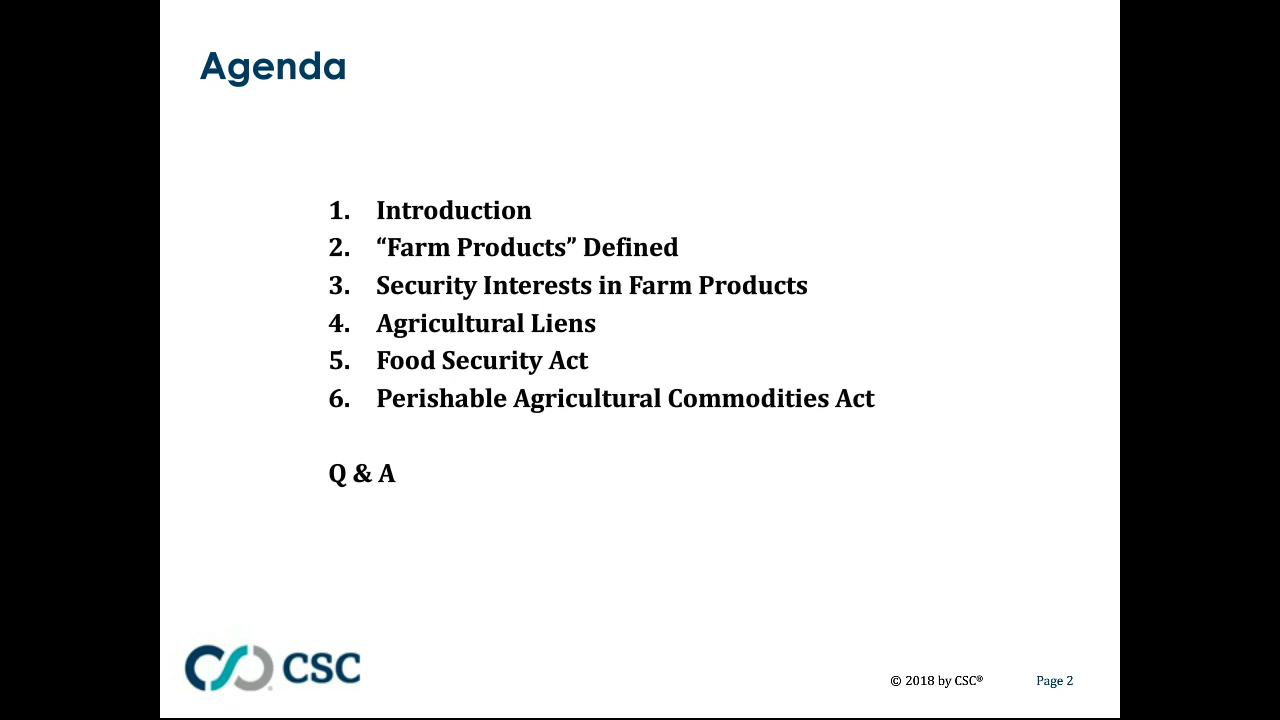 Agenda
1. Introduction
2. “Farm Products” Defined
3. Security Interests in Farm Products
4. Agricultural Liens
5. Food Security Act
6. Perishable Agricultural Commodities Act
Q & A
CSC
© 2018 by CSC® Page 2